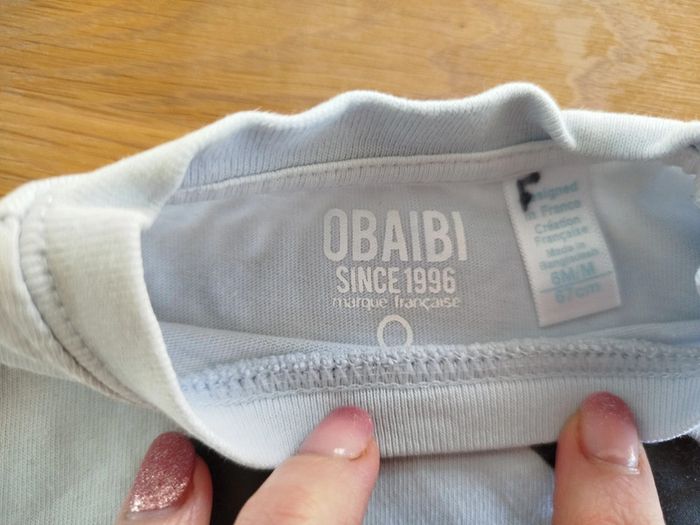 OBAIBI
SINCE 1996
marque française
Designed
in France
Création
Française
Made in
Bangladesh
6M/M
67cm